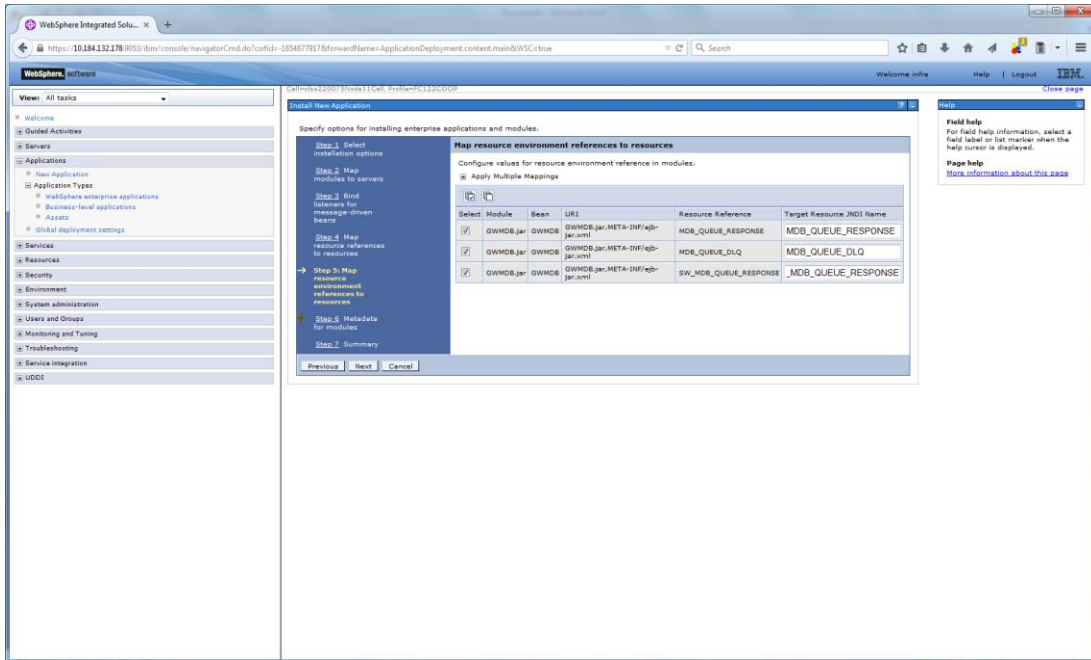 WebSphere Integrated Solu... × +
https://10.184.132.178:9053/ibm/console/navigatorCmd.do?csrfid=-1854877917&forwardName=ApplicationDeployment.content.main&WSC=true
Search
WebSphere. software
Welcome infra
Help | Logout
IBM.
View: All tasks
Welcome
Guided Activities
Servers
Applications
New Application
Application Types
WebSphere enterprise applications
Business-level applications
Assets
Global deployment settings
Services
Resources
Security
Environment
System administration
Users and Groups
Monitoring and Tuning
Troubleshooting
Service integration
UDDI
Close page
Install New Application
Specify options for installing enterprise applications and modules.
Step 1 Select
installation options
Step 2 Map
modules to servers
Step 3 Bind
listeners for
message-driven
beans
Step 4 Map
resource references
to resources
Step 5: Map
resource
environment
references to
resources
Step 6 Metadata
for modules
Step 7 Summary
Map resource environment references to resources
Configure values for resource environment reference in modules.
Apply Multiple Mappings
Select Module Bean URI Resource Reference Target Resource JNDI Name
GWMDB.jar GWMDB GWMDB.jar,META-INF/ejb-
jar.xml MDB_QUEUE_RESPONSE MDB_QUEUE_RESPONSE
GWMDB.jar GWMDB GWMDB.jar,META-INF/ejb-
jar.xml MDB_QUEUE_DLQ MDB_QUEUE_DLQ
GWMDB.jar GWMDB GWMDB.jar,META-INF/ejb-
jar.xml SW_MDB_QUEUE_RESPONSE _MDB_QUEUE_RESPONSE
Previous Next Cancel
Help
Field help
For field help information, select a
field label or list marker when the
help cursor is displayed.
Page help
More information about this page